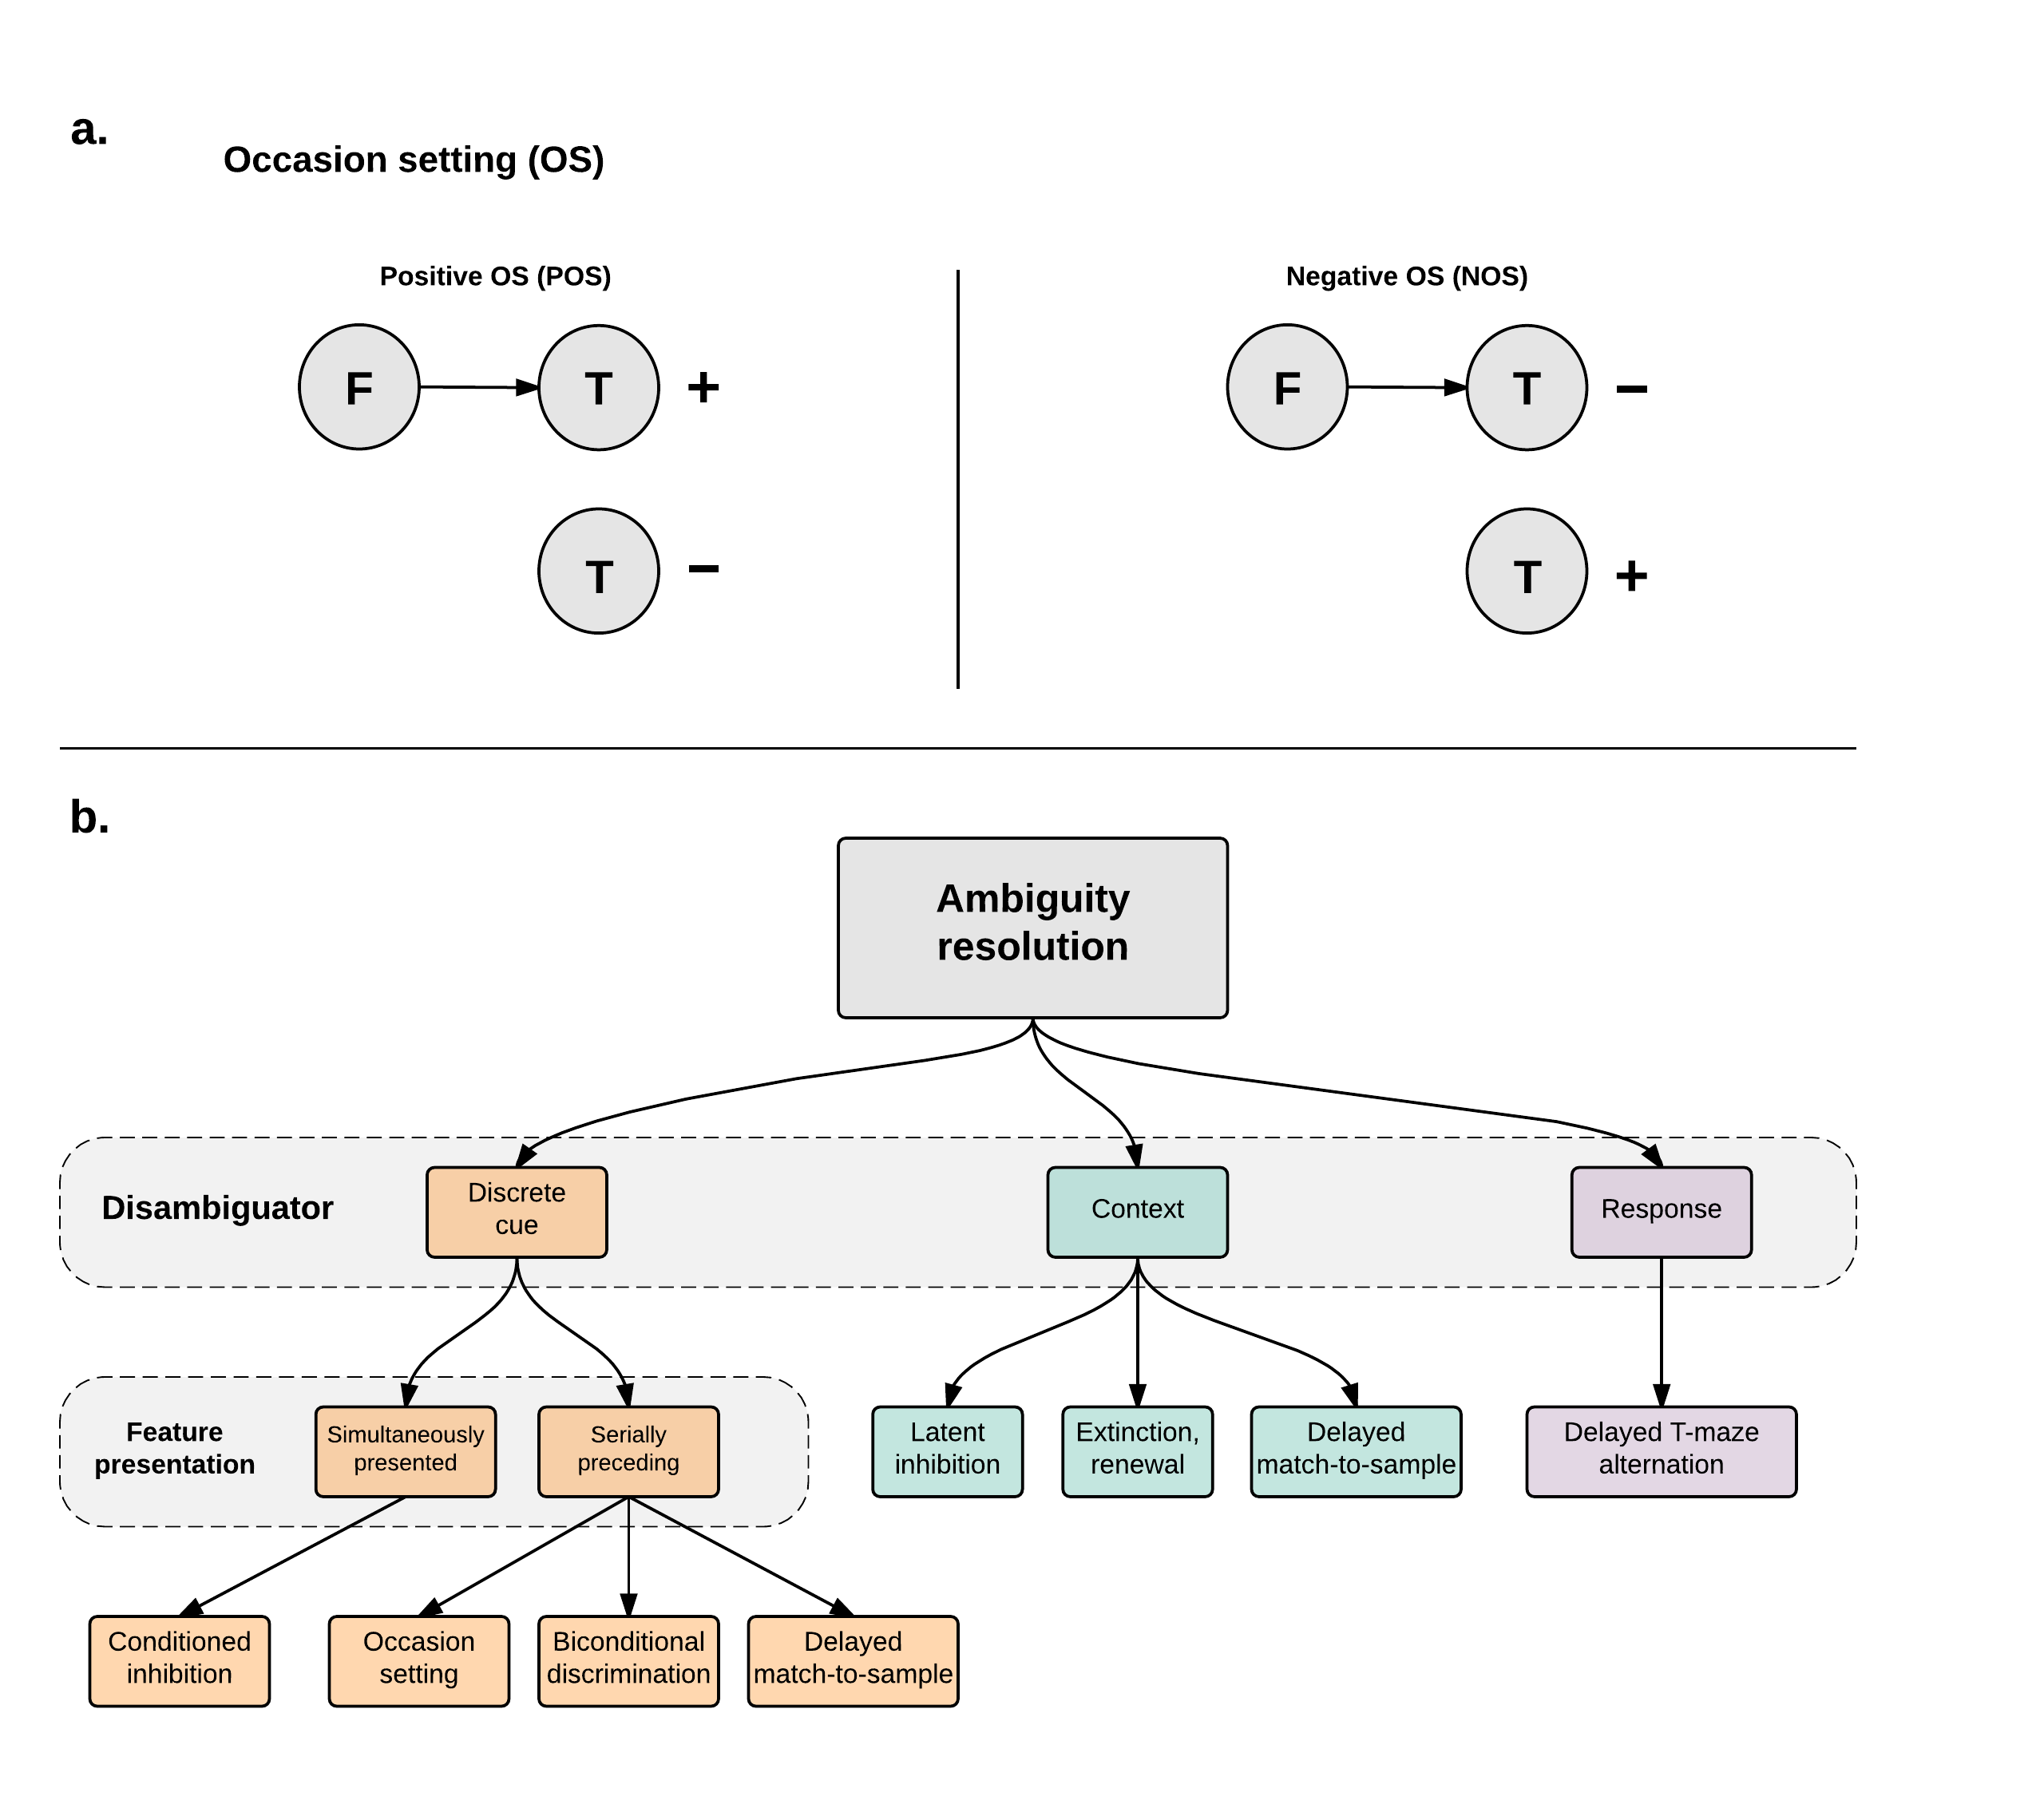 a.
Occasion setting (OS)
Positive OS (POS)
Negative OS (NOS)
F
T
+
F
T
−
T
−
T
+
b.
Ambiguity
resolution
Disambiguator
Discrete
cue
Context
Response
Feature
presentation
Simultaneously
presented
Serially
preceding
Latent
inhibition
Extinction,
renewal
Delayed
match-to-sample
Delayed T-maze
alternation
Conditioned
inhibition
Occasion
setting
Biconditional
discrimination
Delayed
match-to-sample